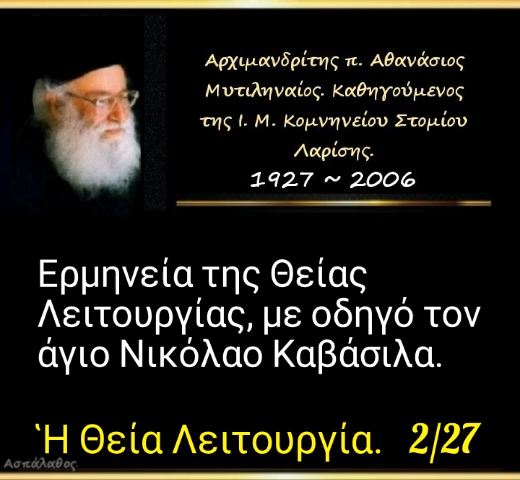 Αρχιμανδρίτης π. Αθανάσιος
Μυτιληναίος. Καθηγούμενος
της Ι. Μ. Κομνηνείου Στομίου
Λαρίσης.
1927 ~ 2006
Ερμηνεία της Θείας
Λειτουργίας, με οδηγό τον
άγιο Νικόλαο Καβάσιλα.
Ἡ Θεία Λειτουργία. 2/27
Ασπάλαθος